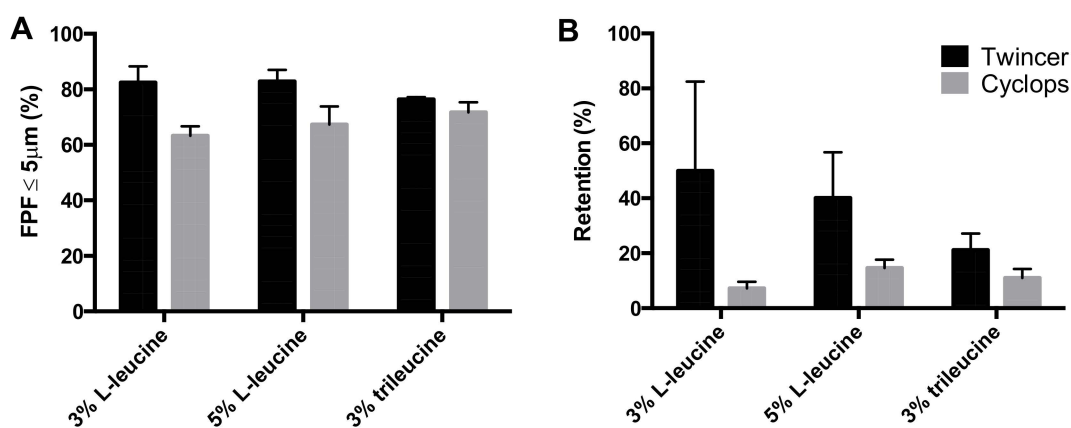 A
FPF ≤ 5μm (%)
100
80
60
40
20
0
3% L-leucine
5% L-leucine
3% trileucine
B
Retention (%)
100
80
60
40
20
0
3% L-leucine
5% L-leucine
3% trileucine
Twincer
Cyclops